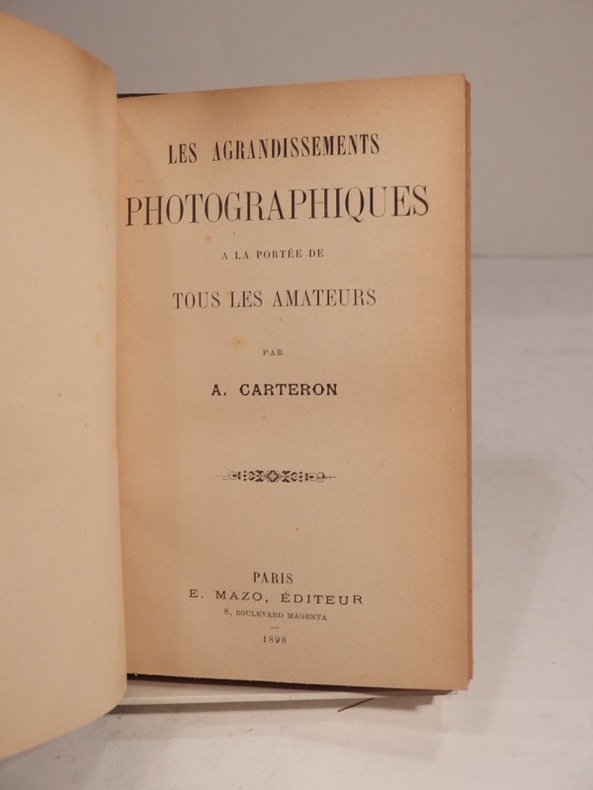 LES AGRANDISSEMENTS
PHOTOGRAPHIQUES
A LA PORTÉE DE
TOUS LES AMATEURS
PAR
A. CARTERON
PARIS
E. MAZO, ÉDITEUR
8, BOULEVARD MAGENTA
1898